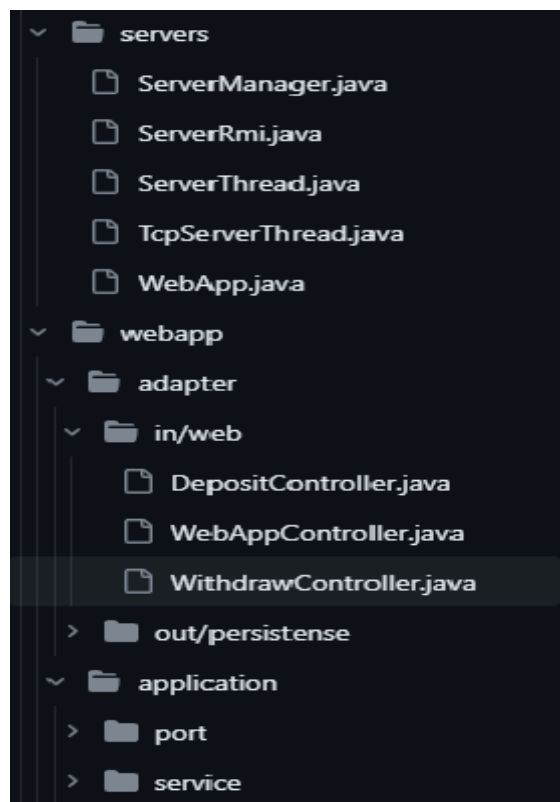 servers
ServerManager.java
ServerRmi.java
ServerThread.java
TcpServerThread.java
WebApp.java
webapp
adapter
in/web
DepositController.java
WebAppController.java
WithdrawController.java
out/persistense
application
port
service